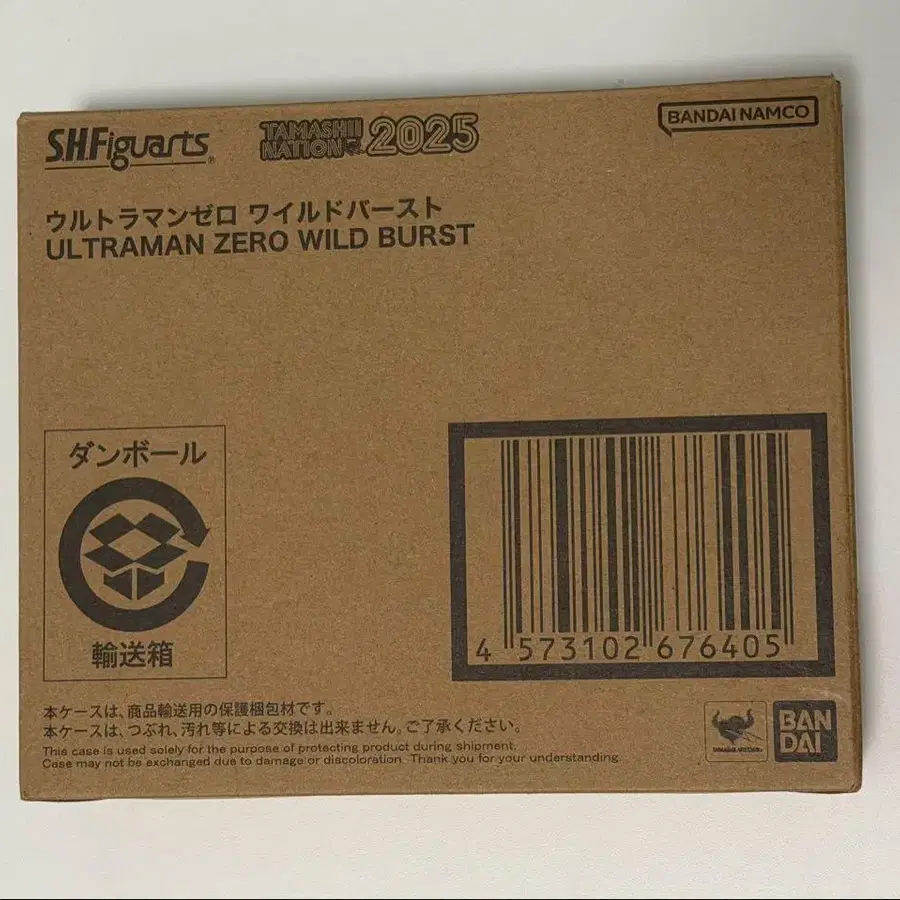 S.H.Figuarts®
TAMASHII NATION 2025
BANDAI NAMCO
ウルトラマンゼロ ワイルドバースト
ULTRAMAN ZERO WILD BURST
ダンボール
輸送箱
4 573102 676405
本ケースは、商品輸送用の保護梱包材です。
本ケースは、つぶれ、汚れ等による交換は出来ません。ご了承ください。
This case is used solely for the purpose of protecting product during shipment.
Case may not be exchanged due to damage or discoloration. Thank you for your understanding.
BAN
DAI